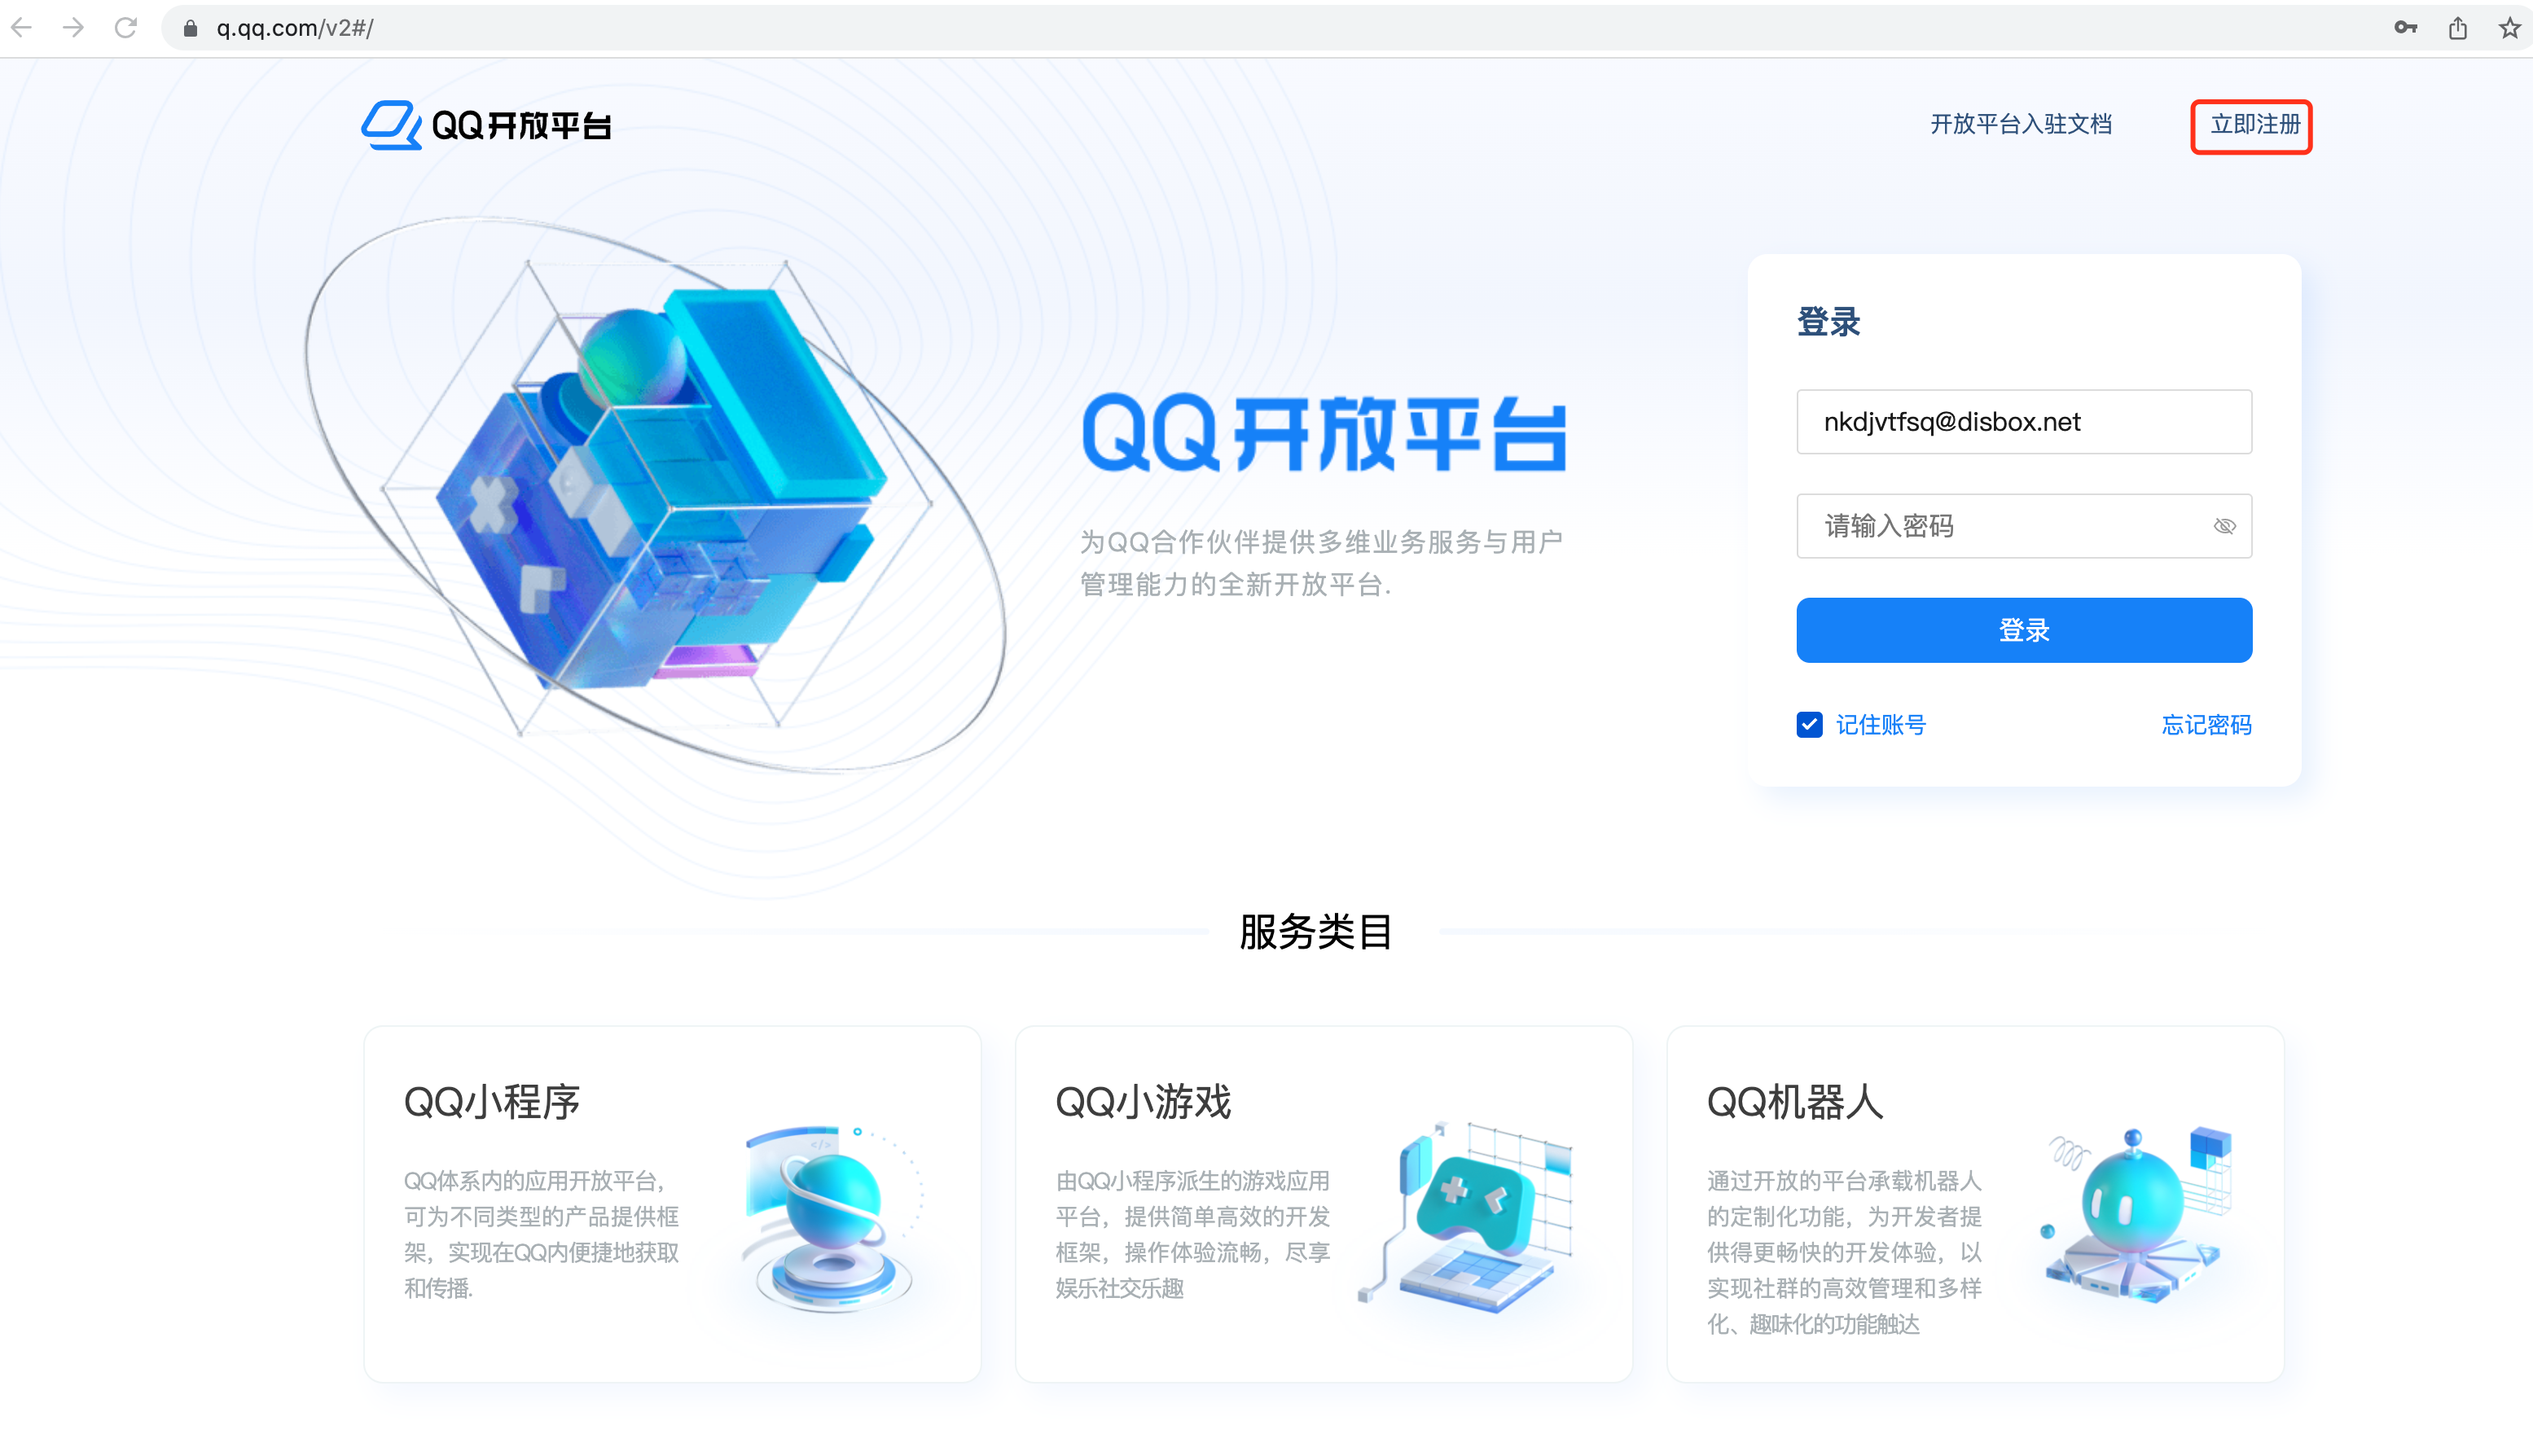 q.qq.com/v2#/
QQ开放平台
开放平台入驻文档
立即注册
登录
nkdjvtfsq@disbox.net
请输入密码
登录
记住账号
忘记密码
QQ开放平台
为QQ合作伙伴提供多维业务服务与用户
管理能力的全新开放平台.
服务类目
QQ小程序
QQ体系内的应用开放平台，
可为不同类型的产品提供框
架，实现在QQ内便捷地获取
和传播.
</>
QQ小游戏
由QQ小程序派生的游戏应用
平台，提供简单高效的开发
框架，操作体验流畅，尽享
娱乐社交乐趣
QQ机器人
通过开放的平台承载机器人
的定制化功能，为开发者提
供得更畅快的开发体验，以
实现社群的高效管理和多样
化、趣味化的功能触达